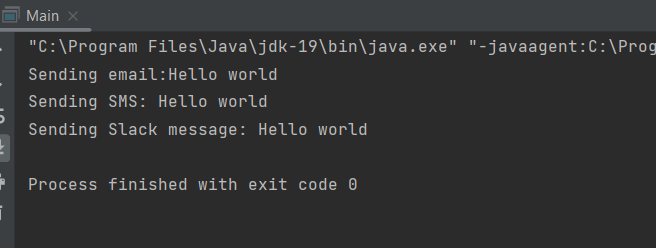 Main
"C:\Program Files\Java\jdk-19\bin\java.exe" "-javaagent:C:\Prog
Sending email:Hello world
Sending SMS: Hello world
Sending Slack message: Hello world
Process finished with exit code 0